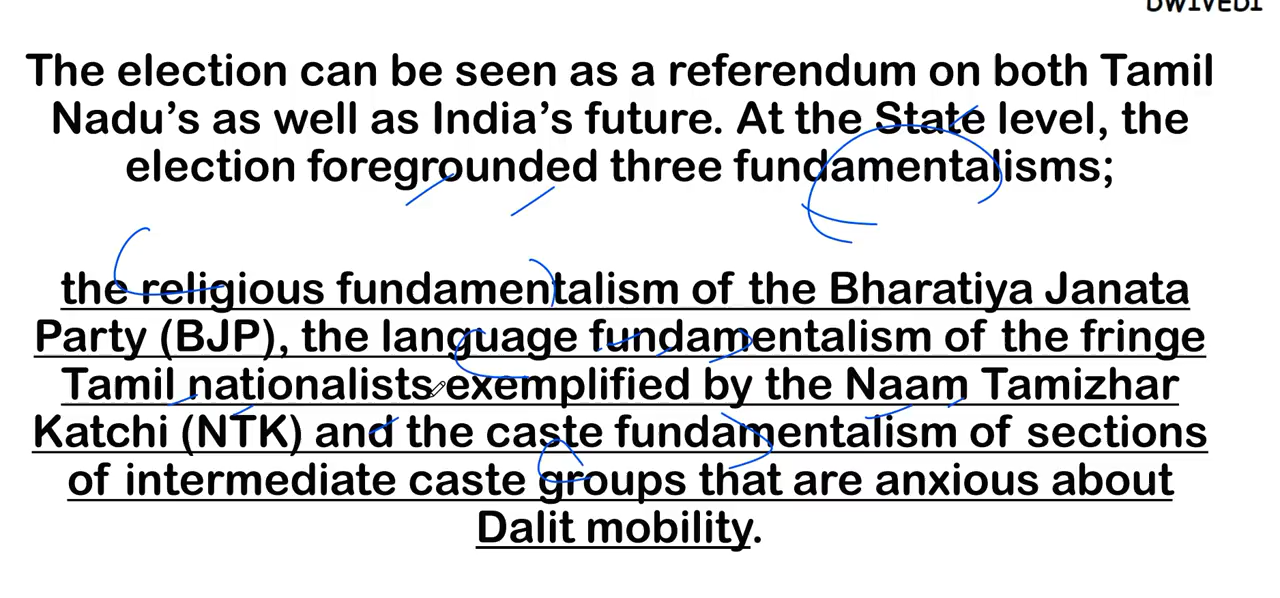 DWIVEDI
The election can be seen as a referendum on both Tamil
Nadu’s as well as India’s future. At the State level, the
election foregrounded three fundamentalisms;
the religious fundamentalism of the Bharatiya Janata
Party (BJP), the language fundamentalism of the fringe
Tamil nationalists exemplified by the Naam Tamizhar
Katchi (NTK) and the caste fundamentalism of sections
of intermediate caste groups that are anxious about
Dalit mobility.